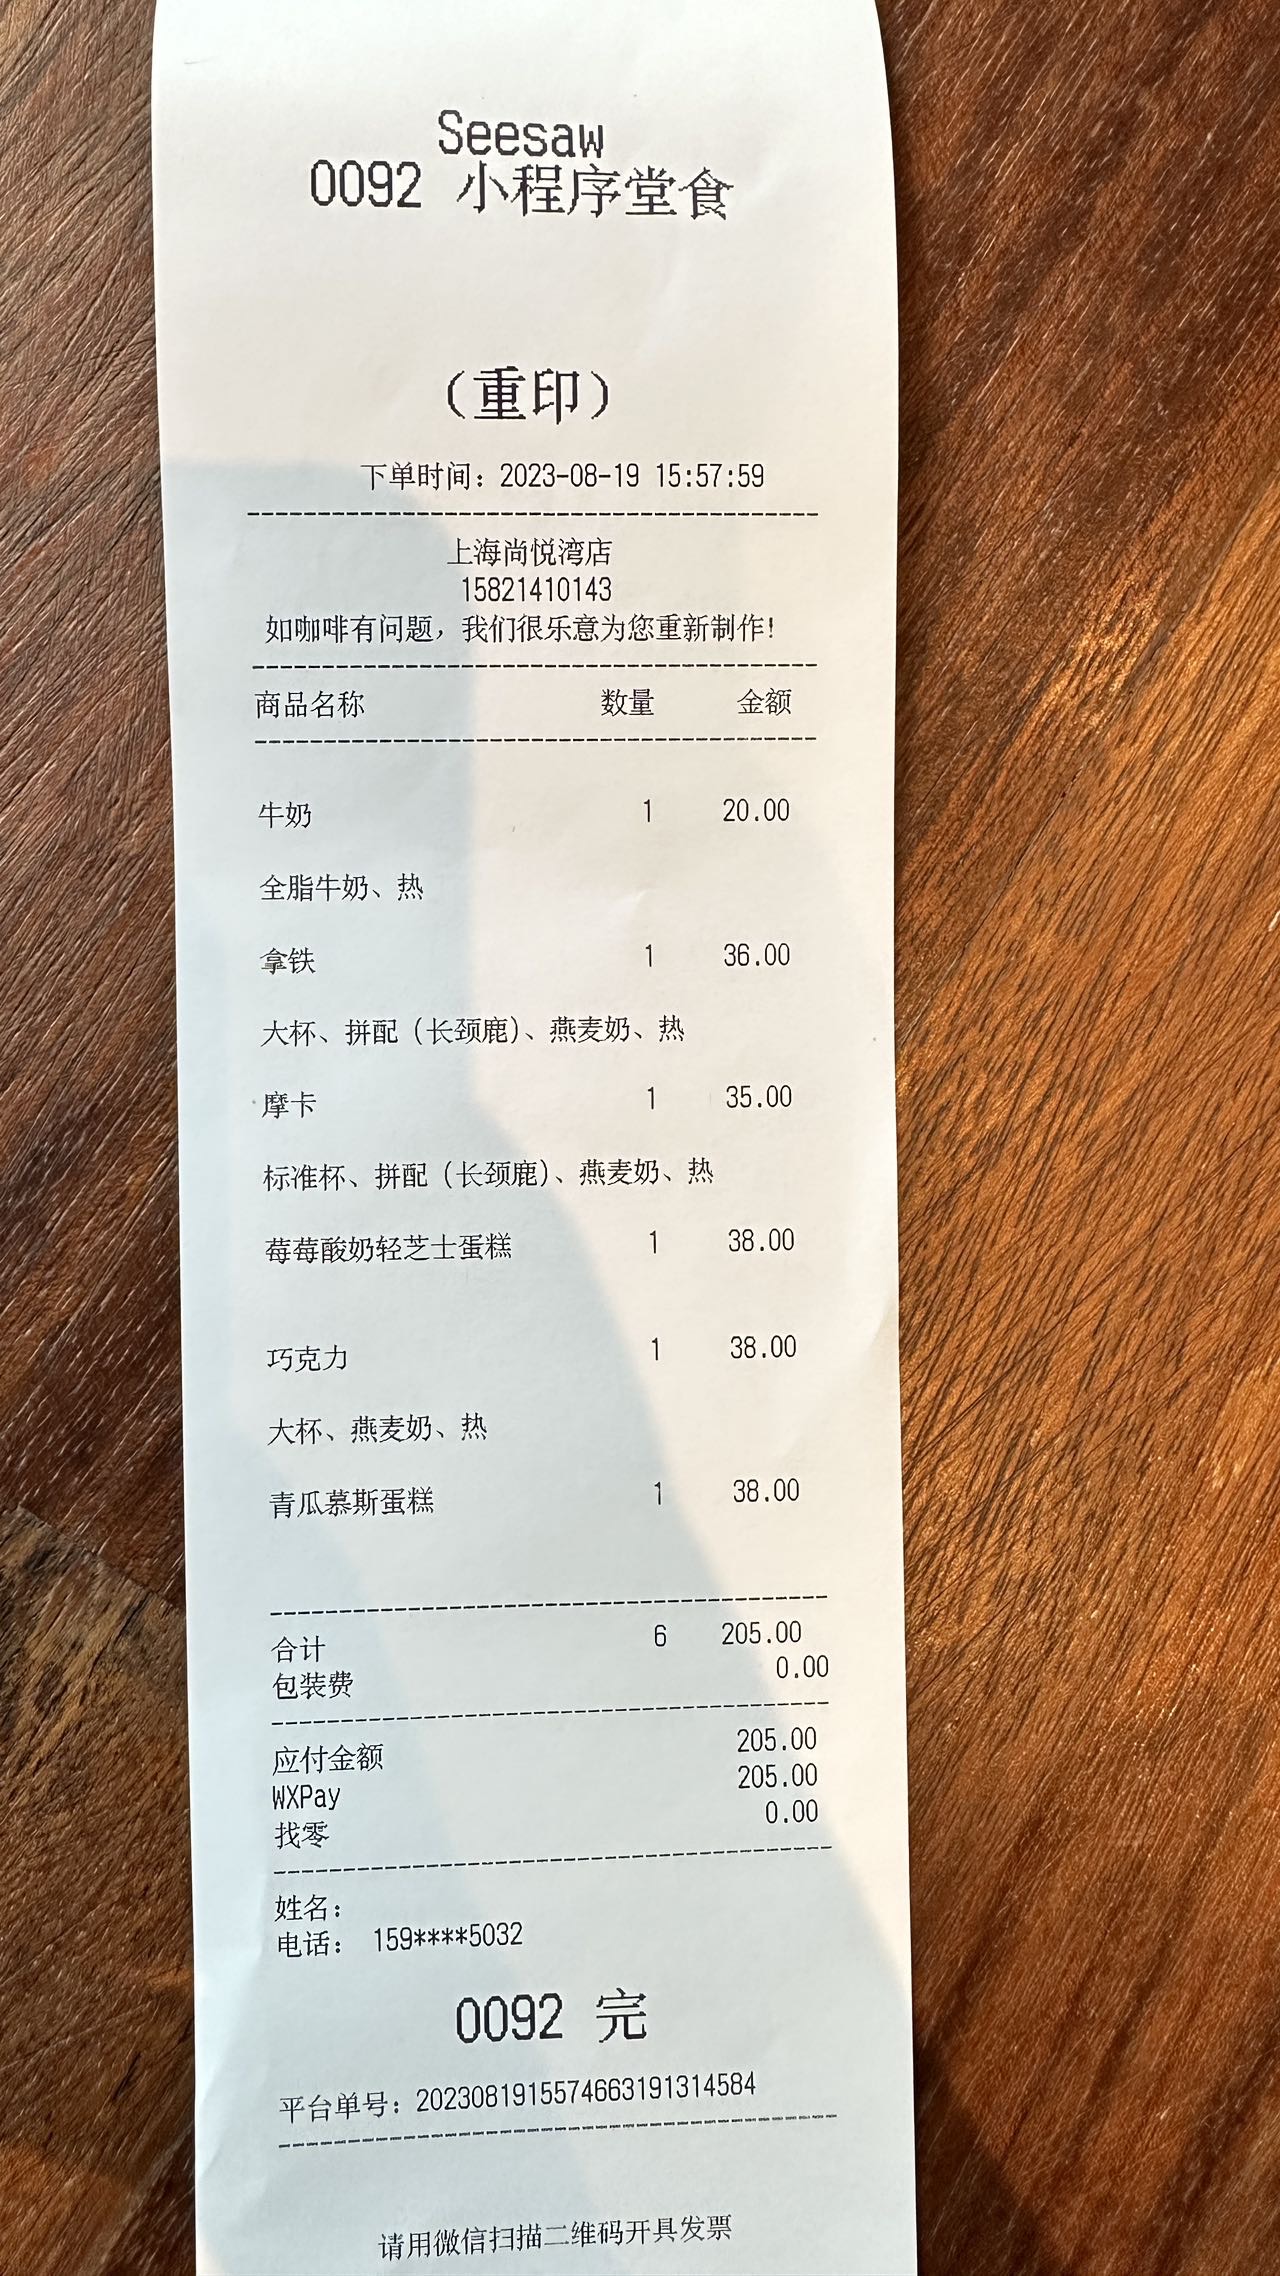 Seesaw
0092 小程序堂食
（重印）
下单时间：2023-08-19 15:57:59
上海尚悦湾店
15821410143
如咖啡有问题，我们很乐意为您重新制作！
商品名称 数量 金额
牛奶 1 20.00
全脂牛奶、热
拿铁 1 36.00
大杯、拼配（长颈鹿）、燕麦奶、热
摩卡 1 35.00
标准杯、拼配（长颈鹿）、燕麦奶、热
莓莓酸奶轻芝士蛋糕 1 38.00
巧克力 1 38.00
大杯、燕麦奶、热
青瓜慕斯蛋糕 1 38.00
合计 6 205.00
包装费 0.00
应付金额 205.00
WXPay 205.00
找零 0.00
姓名：
电话： 159****5032
0092 完
平台单号：20230819155746631913​14584
请用微信扫描二维码开具发票